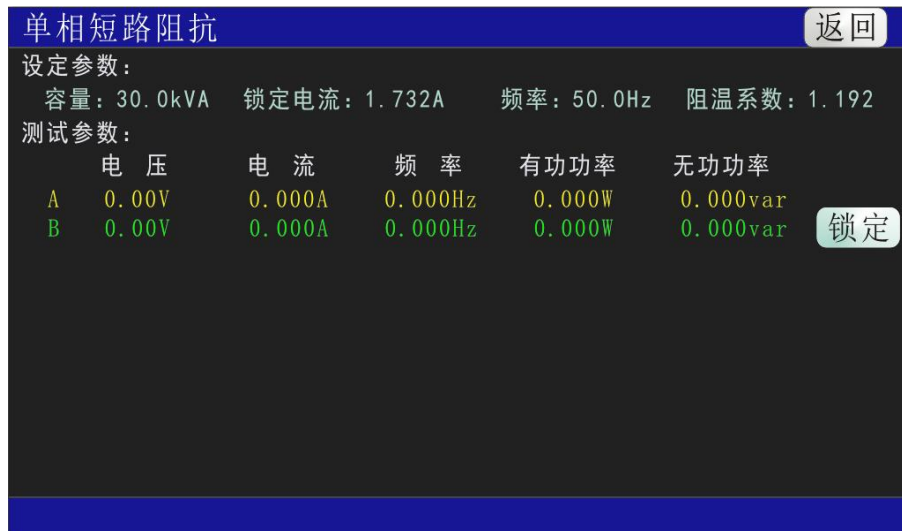 单相短路阻抗 返回
设定参数:
容量: 30.0kVA 锁定电流: 1.732A 频率: 50.0Hz 阻温系数: 1.192
测试参数:
电 压 电 流 频 率 有功功率 无功功率
A 0.00V 0.000A 0.000Hz 0.000W 0.000var
B 0.00V 0.000A 0.000Hz 0.000W 0.000var 锁定